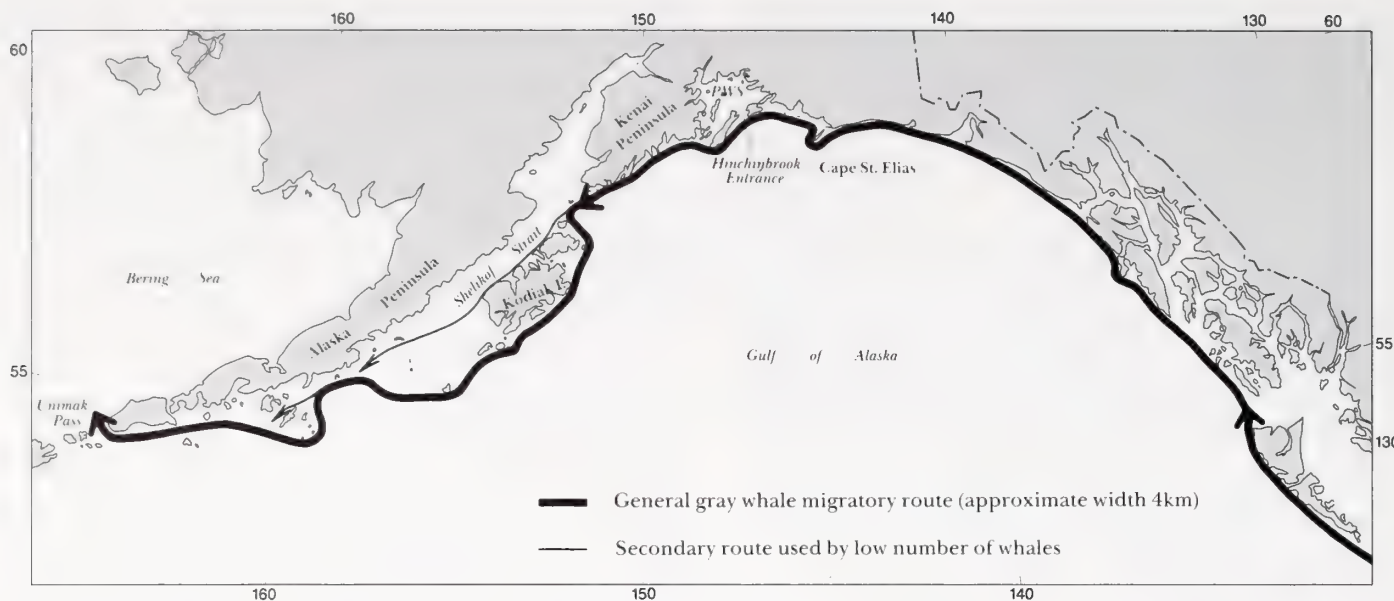 160
150
140
130
60
60
Kenai
Peninsula
PWS
Hinchinbrook
Entrance
Cape St. Elias
Bering Sea
Shelikof Strait
Alaska Peninsula
Kodiak I.
Gulf of Alaska
55
55
Unimak
Pass
130
General gray whale migratory route (approximate width 4km)
Secondary route used by low number of whales
160
150
140